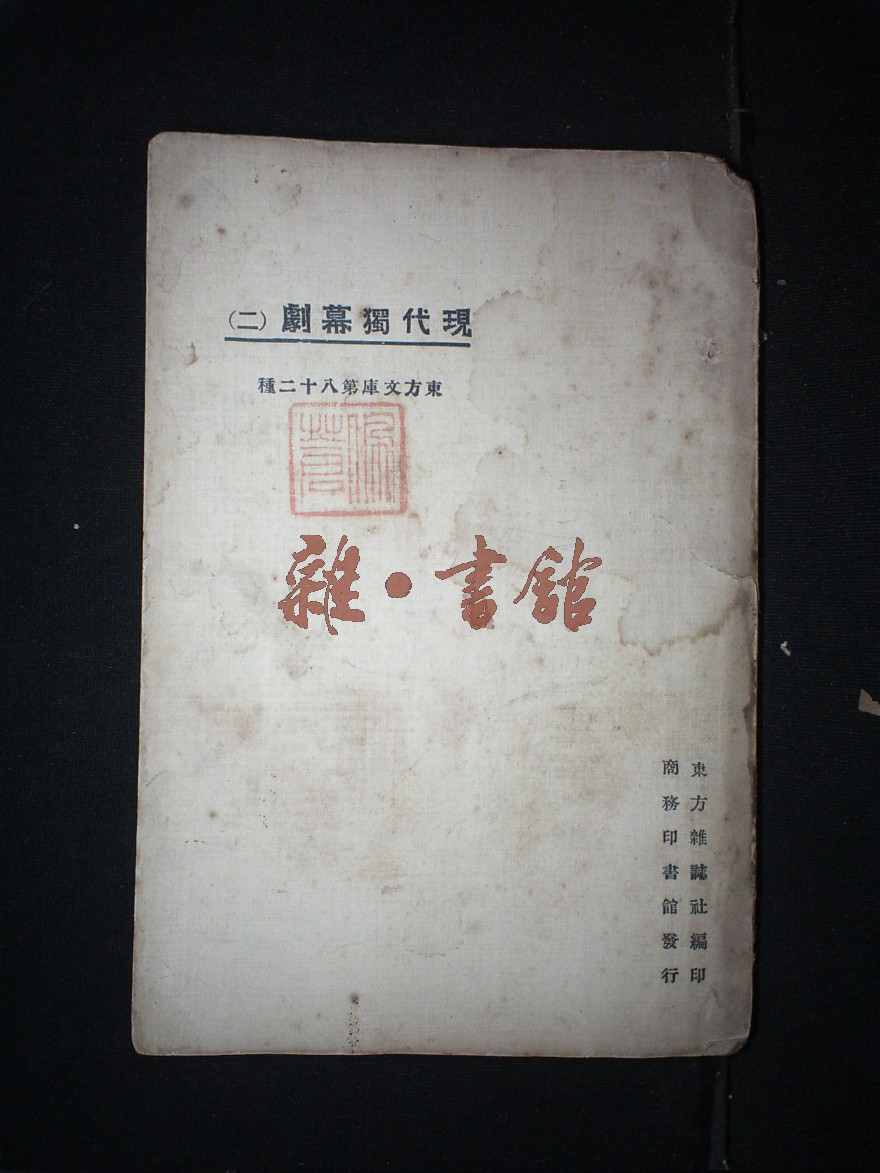 現代獨幕劇(二)
東方文庫第八十二種
雜·書館
東方雜誌社編印
商務印書館發行